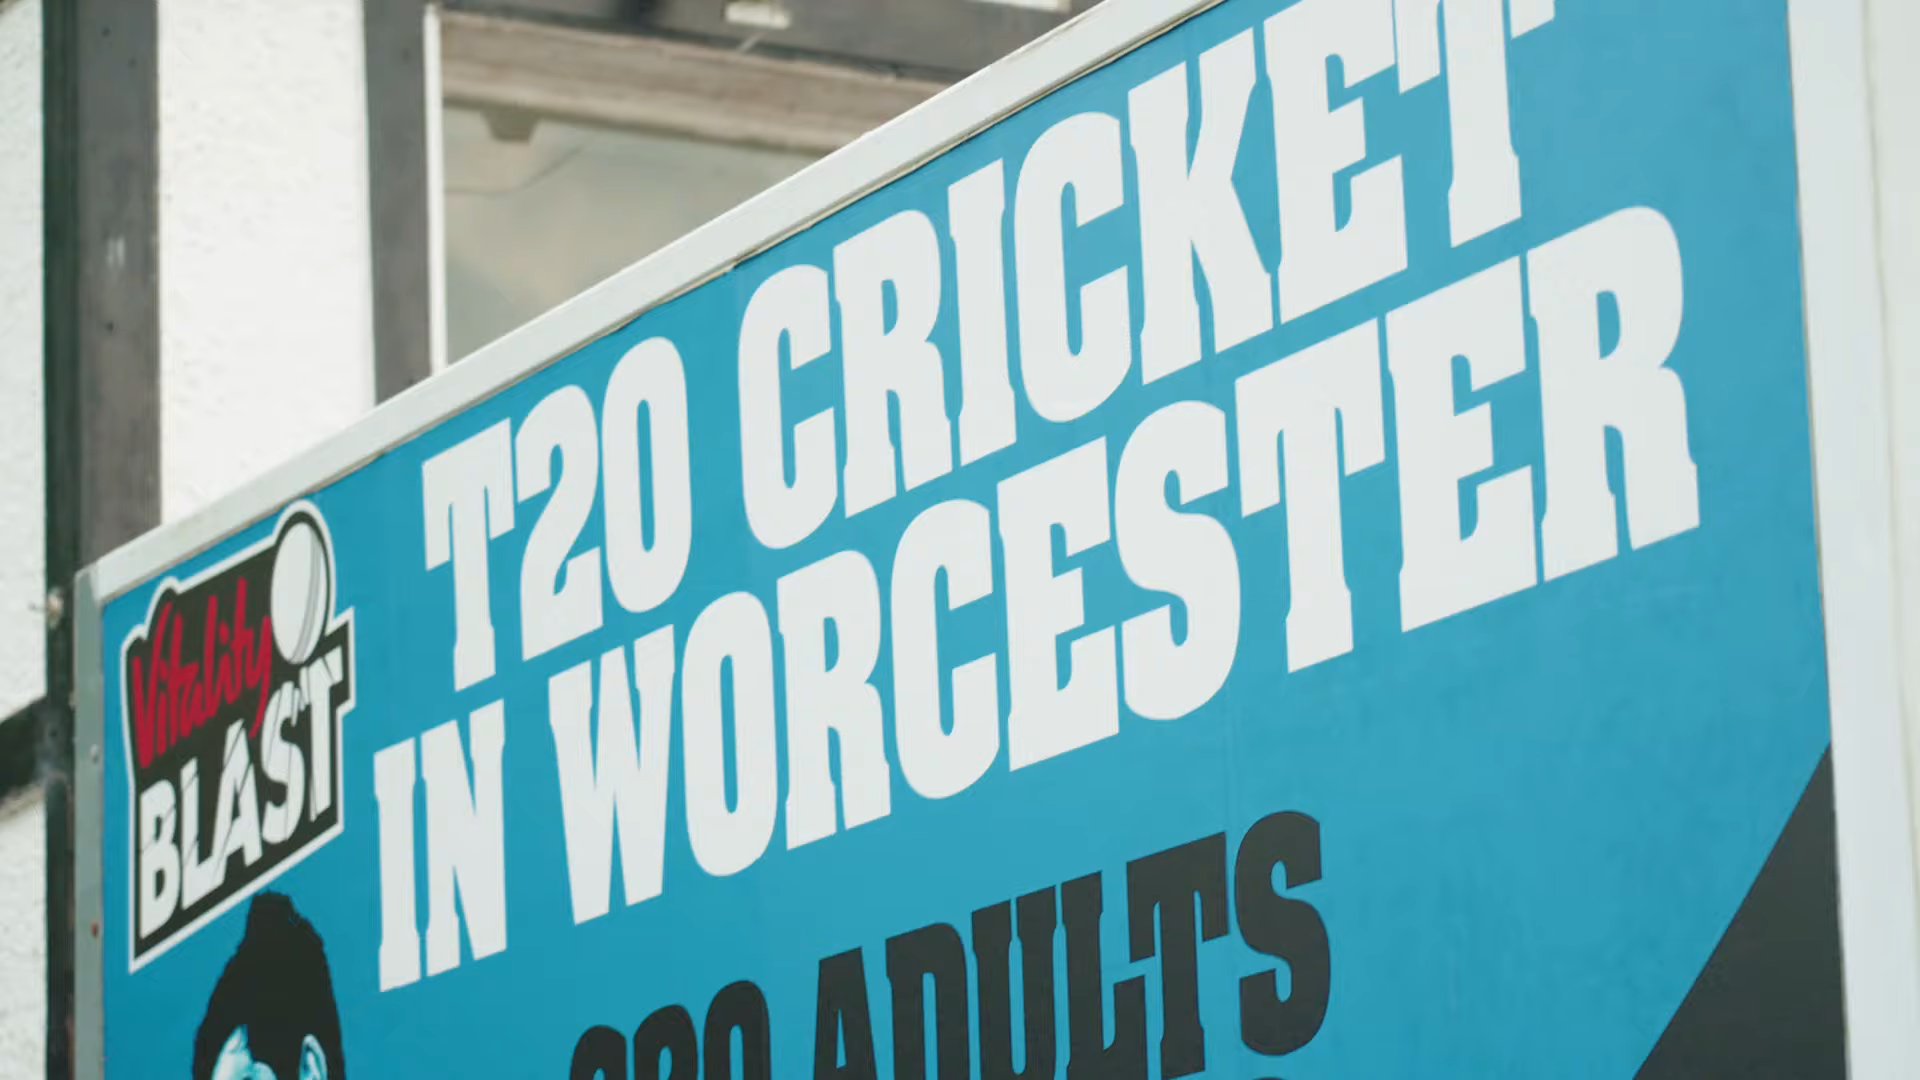 T20 CRICKET
IN WORCESTER
Vitality
BLAST
ADULTS